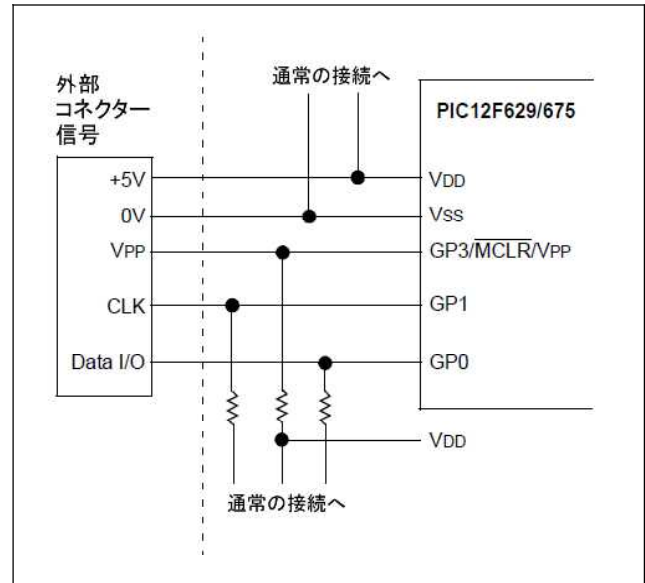 通常の接続へ
外部
コネクター
信号
PIC12F629/675
+5V
VDD
0V
VSS
VPP
GP3/MCLR/VPP
CLK
GP1
Data I/O
GP0
VDD
通常の接続へ